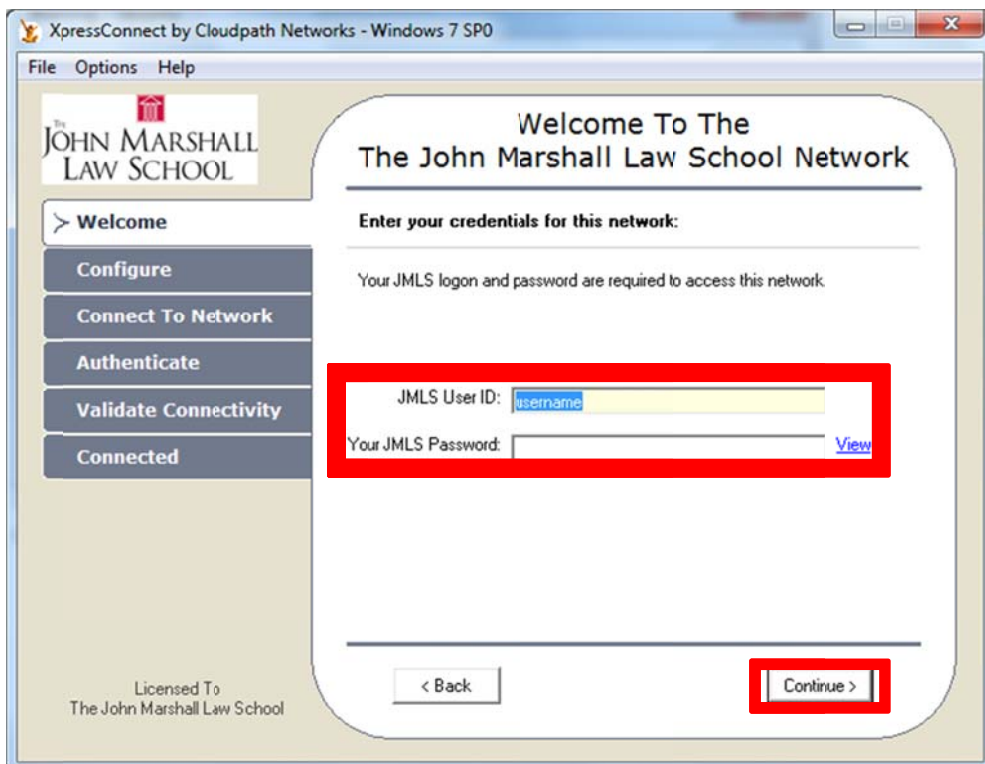 XpressConnect by Cloudpath Networks - Windows 7 SP0
File Options Help
The
JOHN MARSHALL
LAW SCHOOL
Welcome To The
The John Marshall Law School Network
> Welcome
Configure
Connect To Network
Authenticate
Validate Connectivity
Connected
Enter your credentials for this network:
Your JMLS logon and password are required to access this network.
JMLS User ID: username
Your JMLS Password: View
Licensed To
The John Marshall Law School
< Back
Continue >